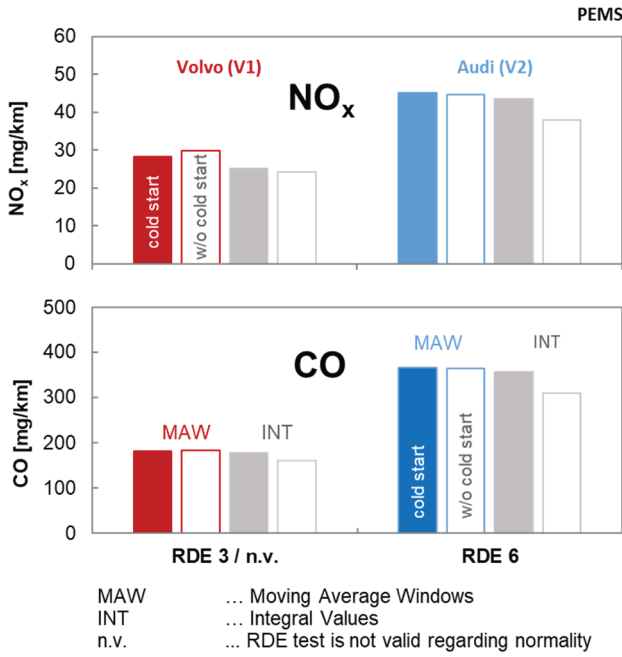 PEMS
60
50
40
30
20
10
0
NOx [mg/km]
Volvo (V1)
Audi (V2)
NOx
cold start
w/o cold start
500
400
300
200
100
0
CO [mg/km]
CO
MAW
INT
MAW
INT
cold start
w/o cold start
RDE 3 / n.v.
RDE 6
MAW … Moving Average Windows
INT … Integral Values
n.v. ... RDE test is not valid regarding normality